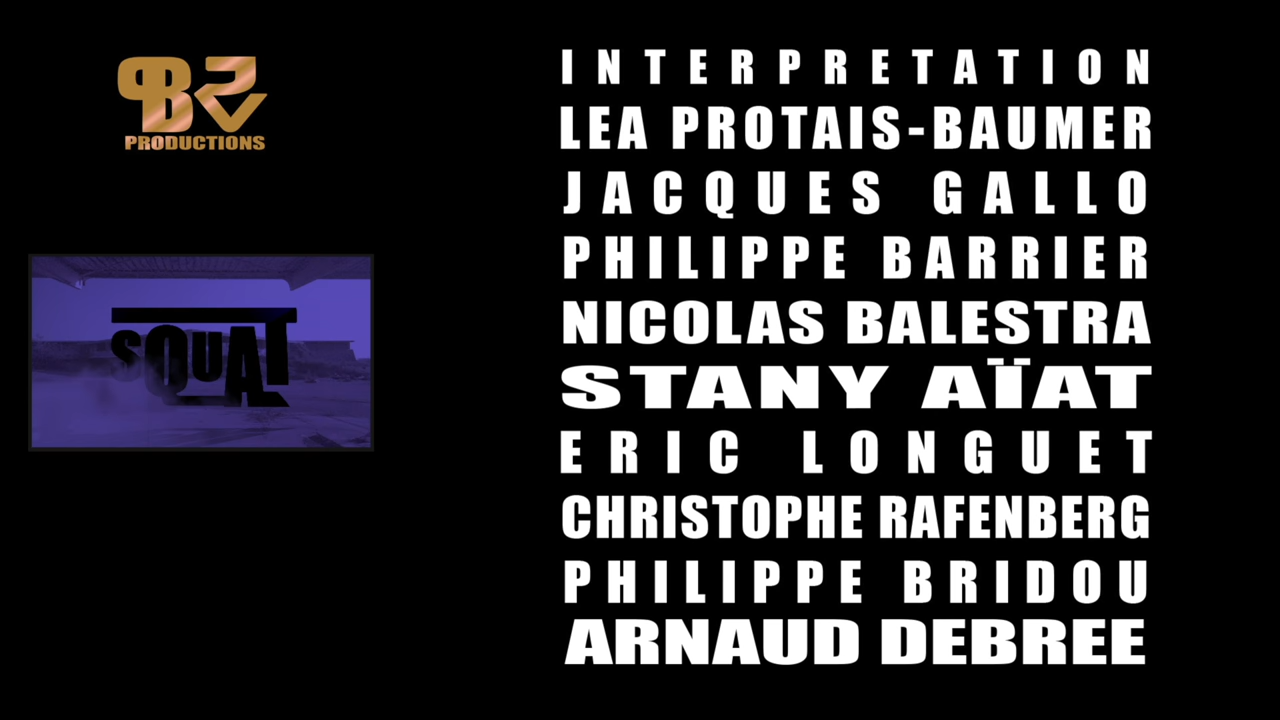 PRODUCTIONS
SQUAT
INTERPRETATION
LEA PROTAIS-BAUMER
JACQUES GALLO
PHILIPPE BARRIER
NICOLAS BALESTRA
STANY AÏAT
ERIC LONGUET
CHRISTOPHE RAFENBERG
PHILIPPE BRIDOU
ARNAUD DEBREE